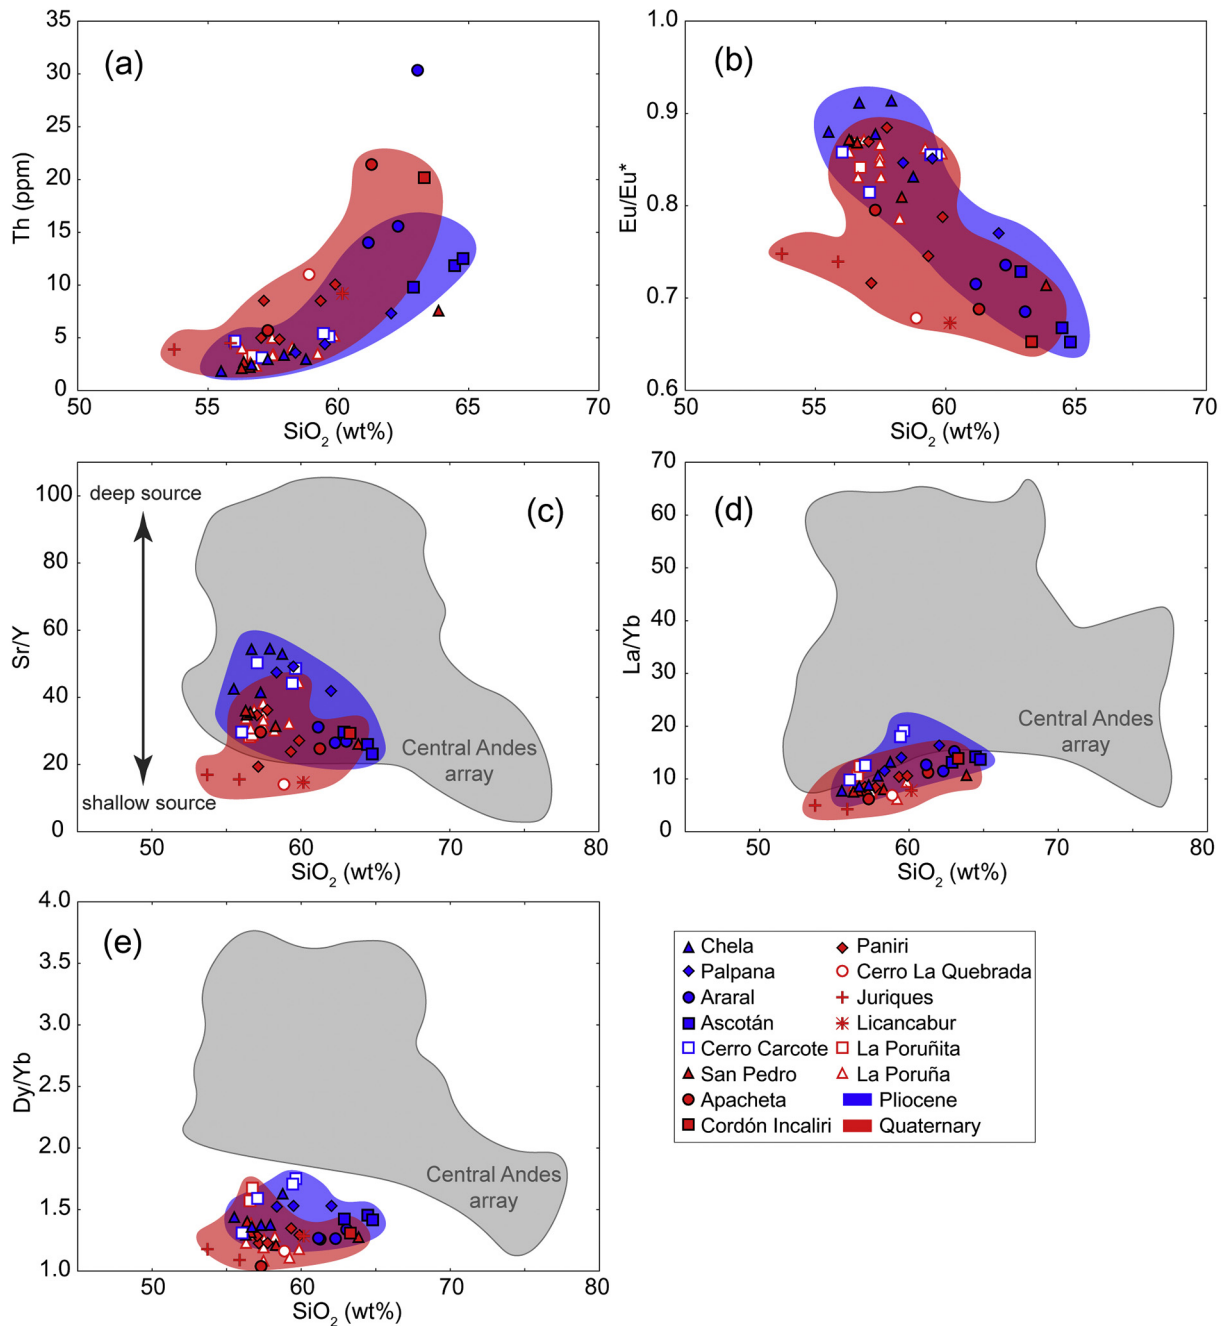 35
30
25
20
15
10
5
0
Th (ppm)
(a)
50 55 60 65 70
SiO2 (wt%)
1.0
0.9
0.8
0.7
0.6
Eu/Eu*
(b)
50 55 60 65 70
SiO2 (wt%)
100
80
60
40
20
0
Sr/Y
deep source
shallow source
(c)
Central Andes
array
50 60 70 80
SiO2 (wt%)
70
60
50
40
30
20
10
0
La/Yb
(d)
Central Andes
array
50 60 70 80
SiO2 (wt%)
4.0
3.5
3.0
2.5
2.0
1.5
1.0
Dy/Yb
(e)
Central Andes
array
50 60 70 80
SiO2 (wt%)
Chela
Palpana
Araral
Ascotán
Cerro Carcote
San Pedro
Apacheta
Cordón Incaliri
Paniri
Cerro La Quebrada
Juriques
Licancabur
La Poruñita
La Poruña
Pliocene
Quaternary